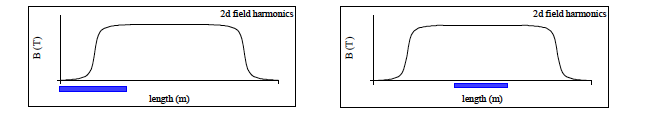 2d field harmonics
B (T)
length (m)
2d field harmonics
B (T)
length (m)